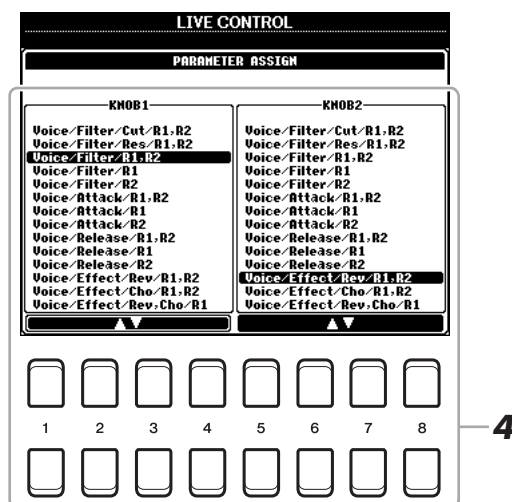 LIVE CONTROL
PARAMETER ASSIGN
KNOB1
Voice/Filter/Cut/R1,R2
Voice/Filter/Res/R1,R2
Voice/Filter/R1,R2
Voice/Filter/R1
Voice/Filter/R2
Voice/Attack/R1,R2
Voice/Attack/R1
Voice/Attack/R2
Voice/Release/R1,R2
Voice/Release/R1
Voice/Release/R2
Voice/Effect/Rev/R1,R2
Voice/Effect/Cho/R1,R2
Voice/Effect/Rev,Cho/R1
KNOB2
Voice/Filter/Cut/R1,R2
Voice/Filter/Res/R1,R2
Voice/Filter/R1,R2
Voice/Filter/R1
Voice/Filter/R2
Voice/Attack/R1,R2
Voice/Attack/R1
Voice/Attack/R2
Voice/Release/R1,R2
Voice/Release/R1
Voice/Release/R2
Voice/Effect/Rev/R1,R2
Voice/Effect/Cho/R1,R2
Voice/Effect/Rev,Cho/R1
1 2 3 4 5 6 7 8
4